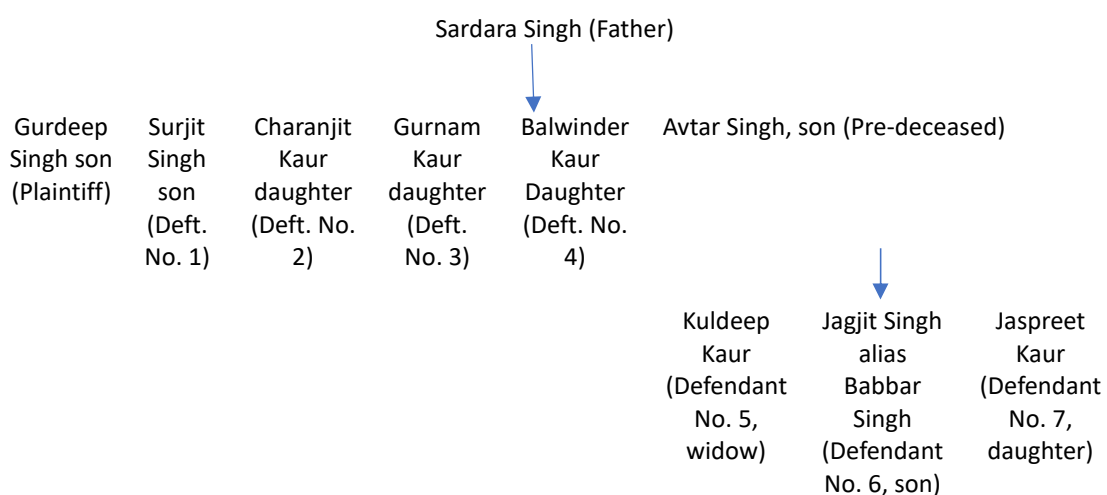 Sardara Singh (Father)
Gurdeep
Singh son
(Plaintiff)
Surjit
Singh
son
(Deft.
No. 1)
Charanjit
Kaur
daughter
(Deft. No.
2)
Gurnam
Kaur
daughter
(Deft.
No. 3)
Balwinder
Kaur
Daughter
(Deft. No.
4)
Avtar Singh, son (Pre-deceased)
Kuldeep
Kaur
(Defendant
No. 5,
widow)
Jagjit Singh
alias
Babbar
Singh
(Defendant
No. 6, son)
Jaspreet
Kaur
(Defendant
No. 7,
daughter)